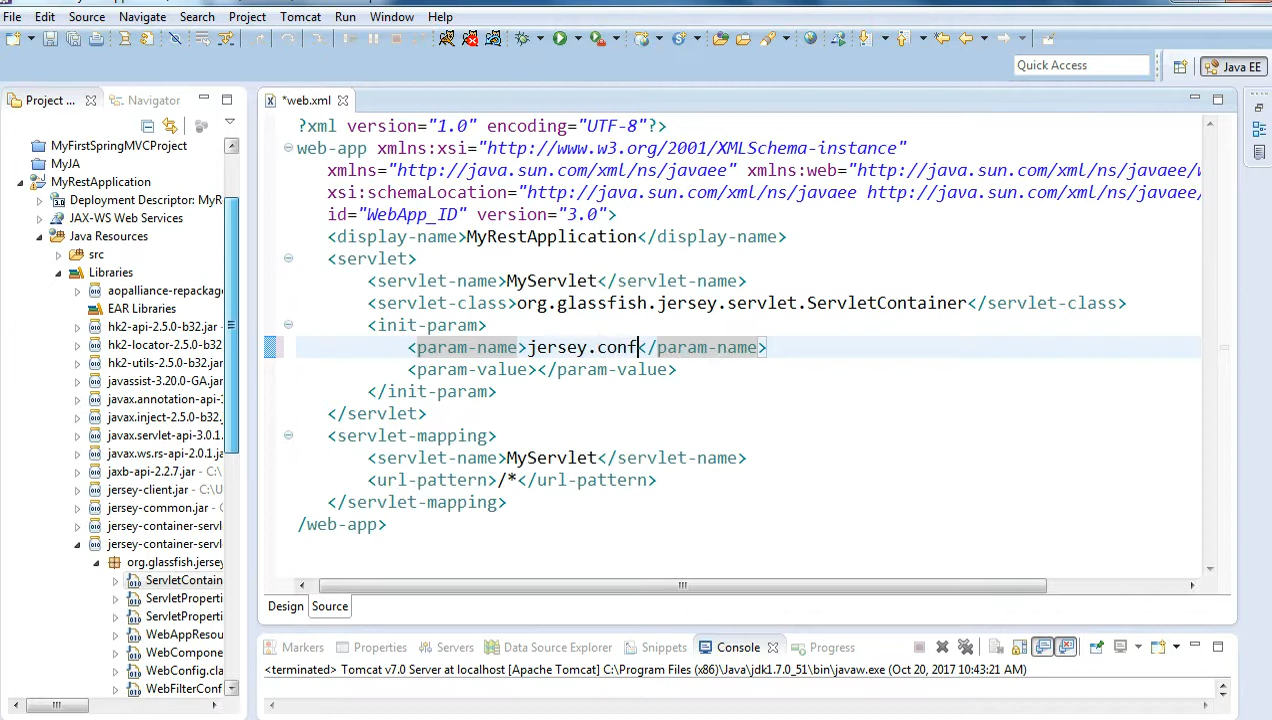 File Edit Source Navigate Search Project Tomcat Run Window Help
Quick Access
Java EE
Project ...
Navigator
*web.xml
MyFirstSpringMVCProject
MyJA
MyRestApplication
Deployment Descriptor: MyR
JAX-WS Web Services
Java Resources
src
Libraries
aopalliance-repackage
EAR Libraries
hk2-api-2.5.0-b32.jar
hk2-locator-2.5.0-b32
hk2-utils-2.5.0-b32.jar
javassist-3.20.0-GA.jar
javax.annotation-api-
javax.inject-2.5.0-b32.
javax.servlet-api-3.0.1.
javax.ws.rs-api-2.0.1.j
jaxb-api-2.2.7.jar - C:\
jersey-client.jar - C:\U
jersey-common.jar - C
jersey-container-servl
jersey-container-servl
org.glassfish.jersey
ServletContain
ServletProperti
ServletProperti
WebAppResou
WebCompone
WebConfig.cla
WebFilterConf
?xml version="1.0" encoding="UTF-8"?>
web-app xmlns:xsi="http://www.w3.org/2001/XMLSchema-instance"
xmlns="http://java.sun.com/xml/ns/javaee" xmlns:web="http://java.sun.com/xml/ns/javaee/w
xsi:schemaLocation="http://java.sun.com/xml/ns/javaee http://java.sun.com/xml/ns/javaee/
id="WebApp_ID" version="3.0">
<display-name>MyRestApplication</display-name>
<servlet>
<servlet-name>MyServlet</servlet-name>
<servlet-class>org.glassfish.jersey.servlet.ServletContainer</servlet-class>
<init-param>
<param-name>jersey.conf</param-name>
<param-value></param-value>
</init-param>
</servlet>
<servlet-mapping>
<servlet-name>MyServlet</servlet-name>
<url-pattern>/*</url-pattern>
</servlet-mapping>
/web-app>
Design Source
Markers Properties Servers Data Source Explorer Snippets Console Progress
<terminated> Tomcat v7.0 Server at localhost [Apache Tomcat] C:\Program Files (x86)\Java\jdk1.7.0_51\bin\javaw.exe (Oct 20, 2017 10:43:21 AM)